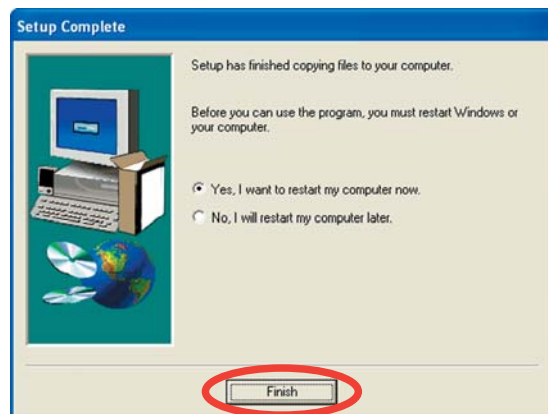 Setup Complete
Setup has finished copying files to your computer.
Before you can use the program, you must restart Windows or
your computer.
Yes, I want to restart my computer now.
No, I will restart my computer later.
Finish